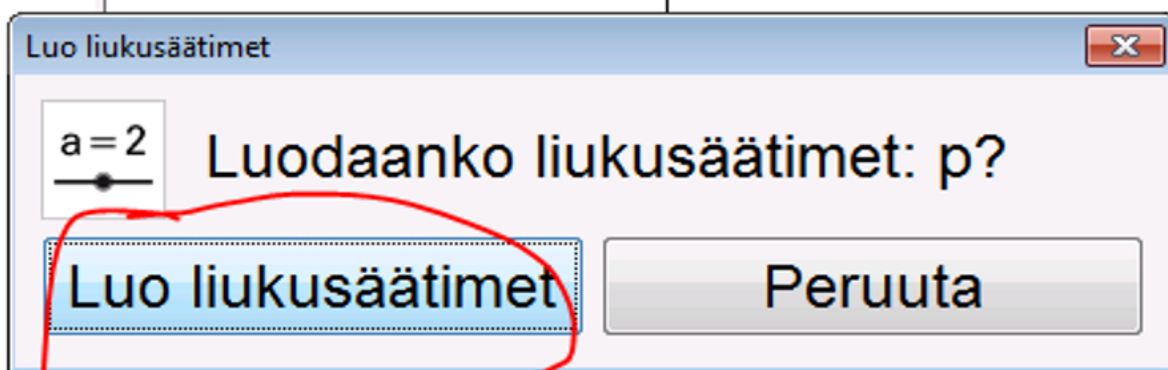 Luo liukusäätimet
a = 2
Luodaanko liukusäätimet: p?
Luo liukusäätimet
Peruuta